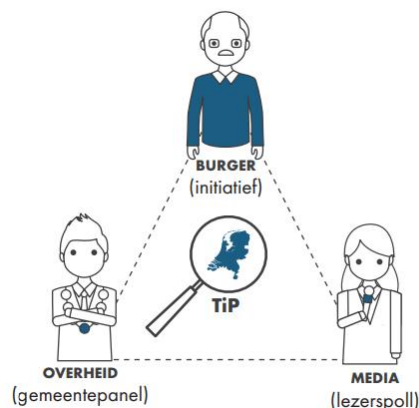 BURGER
(initiatief)
TiP
OVERHEID
(gemeentepanel)
MEDIA
(lezerspoll)